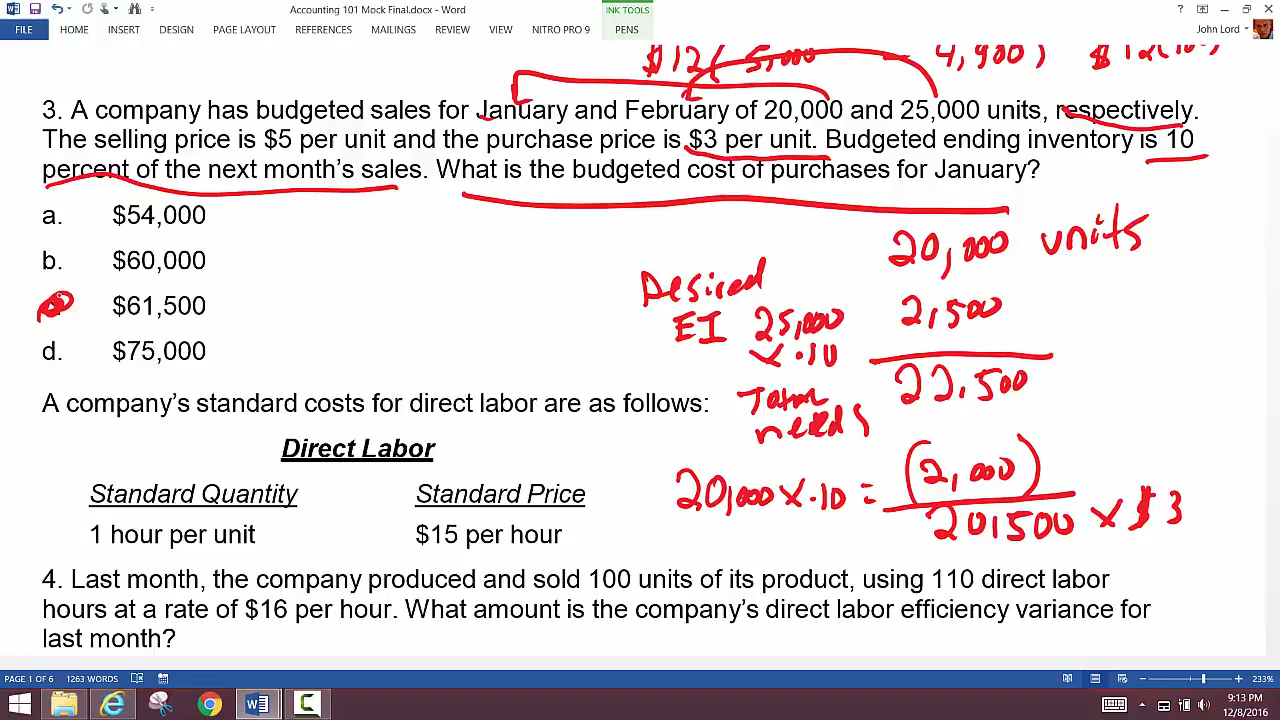 Accounting 101 Mock Final.docx - Word
INK TOOLS
FILE HOME INSERT DESIGN PAGE LAYOUT REFERENCES MAILINGS REVIEW VIEW NITRO PRO 9 PENS
John Lord
$12(5,000 4,900) $12(100)
3. A company has budgeted sales for January and February of 20,000 and 25,000 units, respectively.
The selling price is $5 per unit and the purchase price is $3 per unit. Budgeted ending inventory is 10
percent of the next month's sales. What is the budgeted cost of purchases for January?
a. $54,000
b. $60,000
$61,500
d. $75,000
20,000 units
Desired
EI 25,000 2,500
x .10
Total 22,500
needs
20,000 x .10 = (2,000)
20,500 x $3
A company's standard costs for direct labor are as follows:
Direct Labor
Standard Quantity Standard Price
1 hour per unit $15 per hour
4. Last month, the company produced and sold 100 units of its product, using 110 direct labor
hours at a rate of $16 per hour. What amount is the company's direct labor efficiency variance for
last month?
PAGE 1 OF 6 1263 WORDS 233%
9:13 PM
12/8/2016